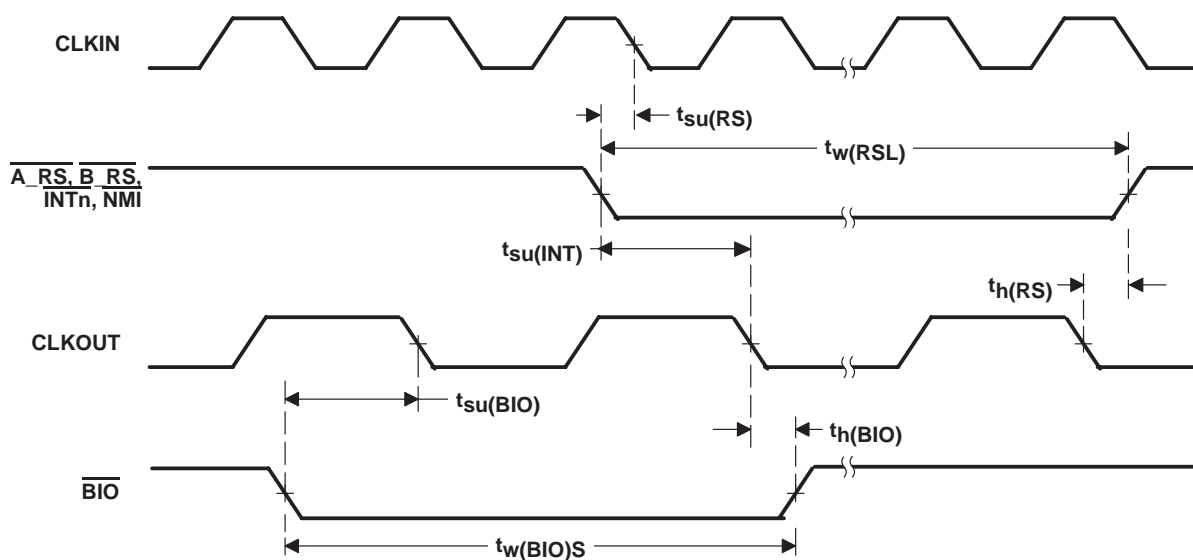 CLKIN
tsu(RS)
tw(RSL)
A_RS, B_RS,
INTn, NMI
tsu(INT)
th(RS)
CLKOUT
tsu(BIO)
th(BIO)
BIO
tw(BIO)S